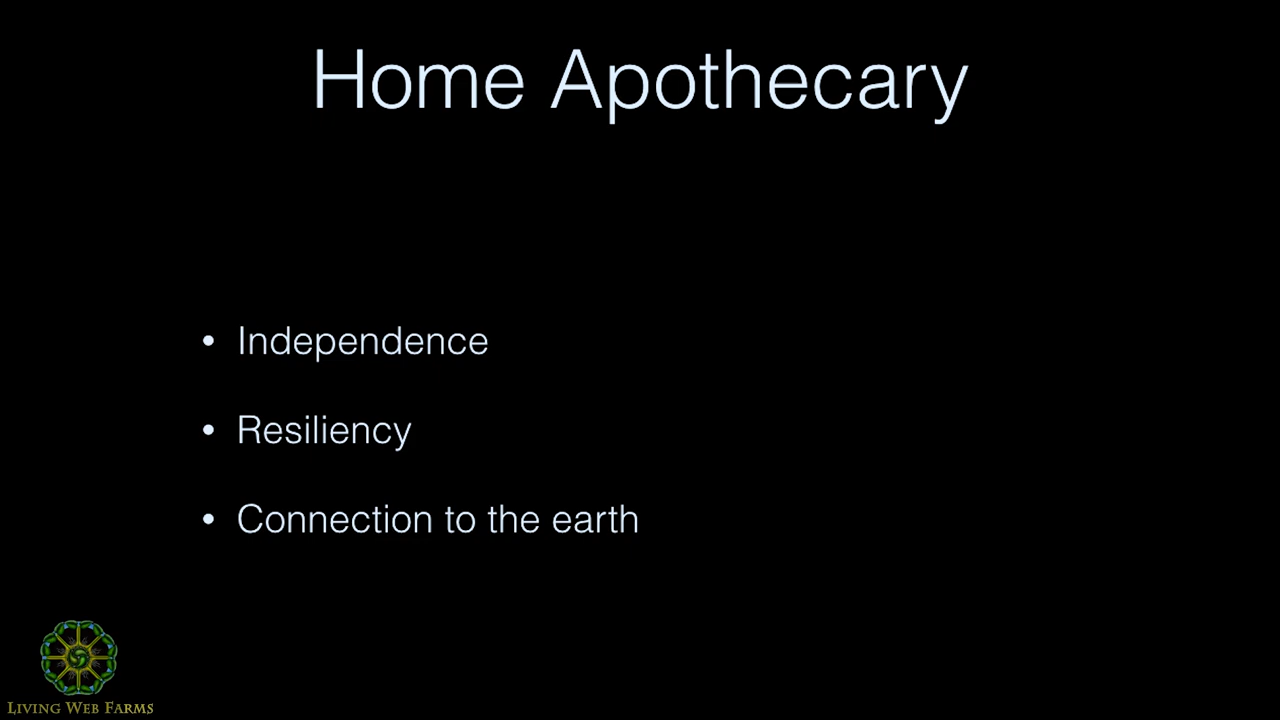 Home Apothecary
• Independence
• Resiliency
• Connection to the earth
LIVING WEB FARMS